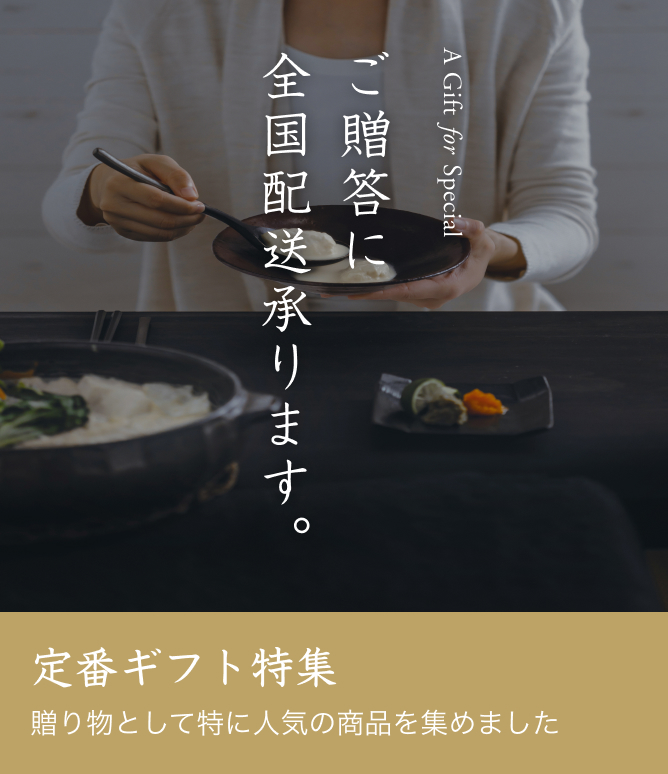 A Gift for Special
ご贈答に
全国配送承ります。
定番ギフト特集
贈り物として特に人気の商品を集めました